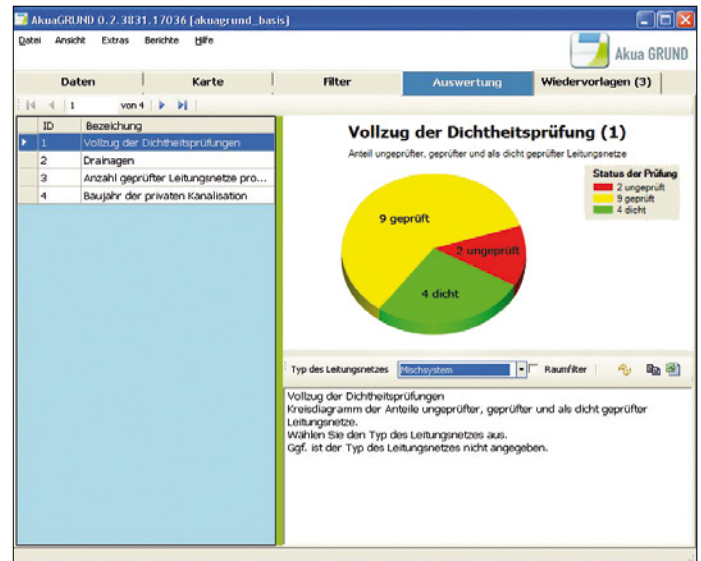 AkuaGRUND 0.2.3831.17036 [akuagrund_basis]
Datei Ansicht Extras Berichte Hilfe
Akua GRUND
Daten Karte Filter Auswertung Wiedervorlagen (3)
1 von 4
ID Bezeichung
1 Vollzug der Dichtheitsprüfungen
2 Drainagen
3 Anzahl geprüfter Leitungsnetze pro...
4 Baujahr der privaten Kanalisation
Vollzug der Dichtheitsprüfung (1)
Anteil ungeprüfter, geprüfter und als dicht geprüfter Leitungsnetze
Status der Prüfung
2 ungeprüft
9 geprüft
4 dicht
9 geprüft
2 ungeprüft
4 dicht
Typ des Leitungsnetzes Mischsystem Raumfilter
Vollzug der Dichtheitsprüfungen
Kreisdiagramm der Anteile ungeprüfter, geprüfter und als dicht geprüfter
Leitungsnetze.
Wählen Sie den Typ des Leitungsnetzes aus.
Ggf. ist der Typ des Leitungsnetzes nicht angegeben.